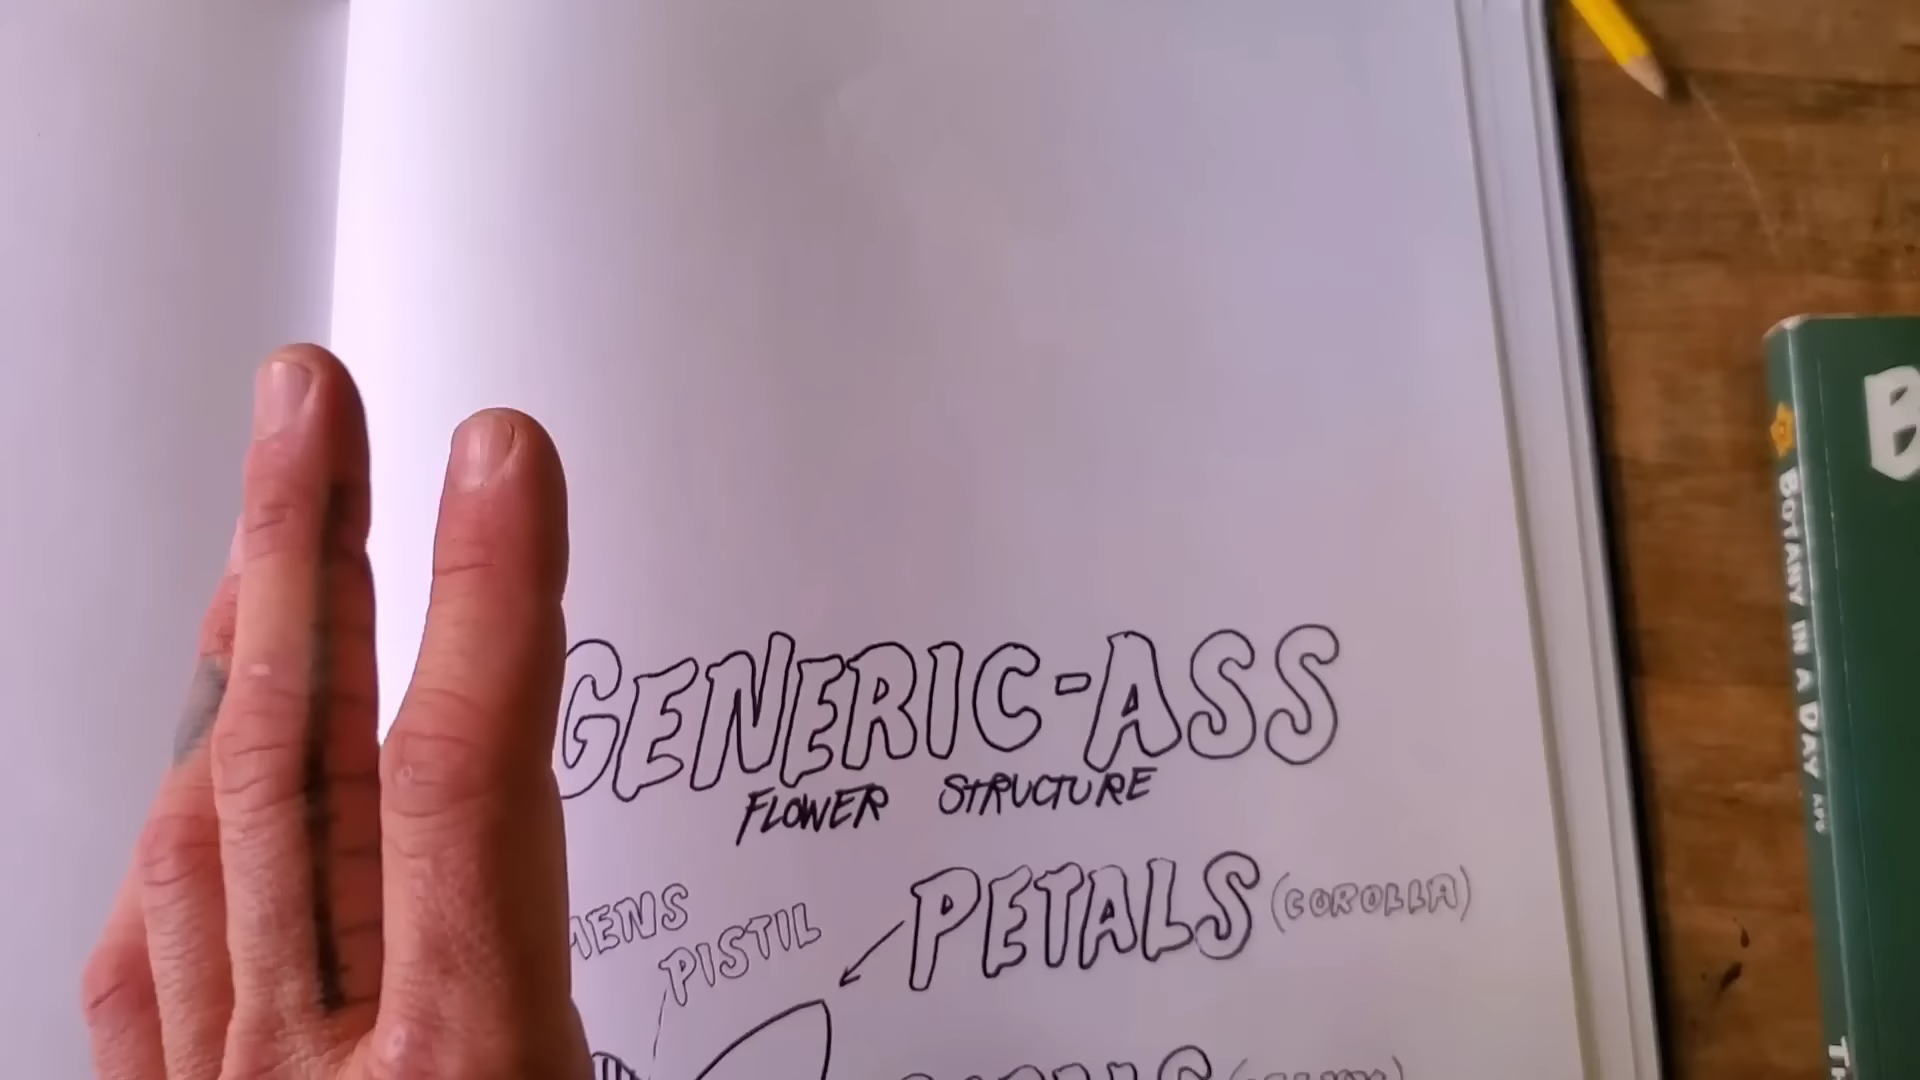 GENERIC-ASS
FLOWER STRUCTURE
PETALS (COROLLA)
PISTIL
BOTANY IN A DAY